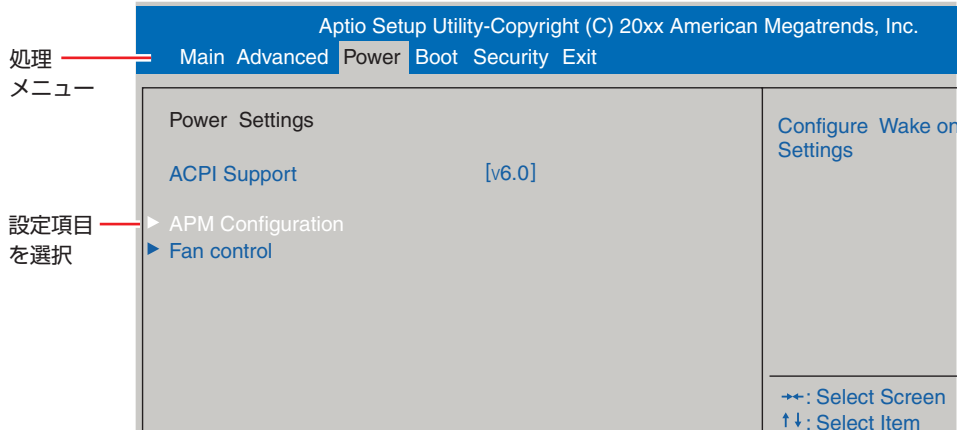 Aptio Setup Utility-Copyright (C) 20xx American Megatrends, Inc.
処理
メニュー
Main Advanced Power Boot Security Exit
Power Settings
Configure Wake on
Settings
ACPI Support [v6.0]
設定項目
を選択
▶ APM Configuration
▶ Fan control
→←: Select Screen
↑↓: Select Item